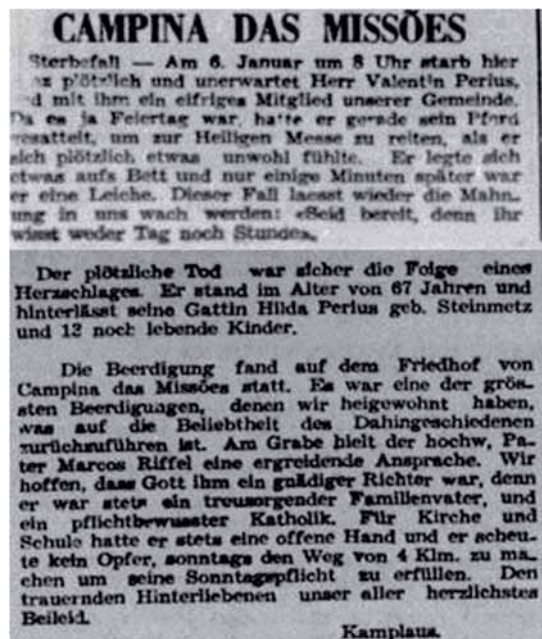 CAMPINA DAS MISSÕES
Sterbefall — Am 6. Januar um 8 Uhr starb hier
nz plötzlich und unerwartet Herr Valentin Perius,
d mit ihm ein eifriges Mitglied unserer Gemeinde.
Da es ja Feiertag war, hatte er gerade sein Pferd
gesattelt, um zur Heiligen Messe zu reiten, als er
sich plötzlich etwas unwohl fühlte. Er legte sich
etwas aufs Bett und nur einige Minuten später war
er eine Leiche. Dieser Fall laesst wieder die Mahn_
ung in uns wach werden: «Seid bereit, denn ihr
wisst weder Tag noch Stunde».
Der plötzliche Tod war sicher die Folge eines
Herzschlages. Er stand im Alter von 67 Jahren und
hinterlässt seine Gattin Hilda Perius geb. Steinmetz
und 12 noch lebende Kinder.
Die Beerdigung fand auf dem Friedhof von
Campina das Missões statt. Es war eine der grös_
sten Beerdigungen, denen wir beigewohnt haben,
was auf die Beliebtheit des Dahingeschiedenen
zurückzuführen ist. Am Grabe hielt der hochw. Pa_
ter Marcos Riffel eine ergreidende Ansprache. Wir
hoffen, dass Gott ihm ein gnädiger Richter war, denn
er war stets ein treusorgender Familienvater, und
ein pflichtbewusster Katholik. Für Kirche und
Schule hatte er stets eine offene Hand und er scheu_
te kein Opfer, sonntags den Weg von 4 Klm. zu ma_
chen um seine Sonntagspflicht zu erfüllen. Den
trauernden Hinterliebenen unser aller herzlichstes
Beileid.
Kamplaus.